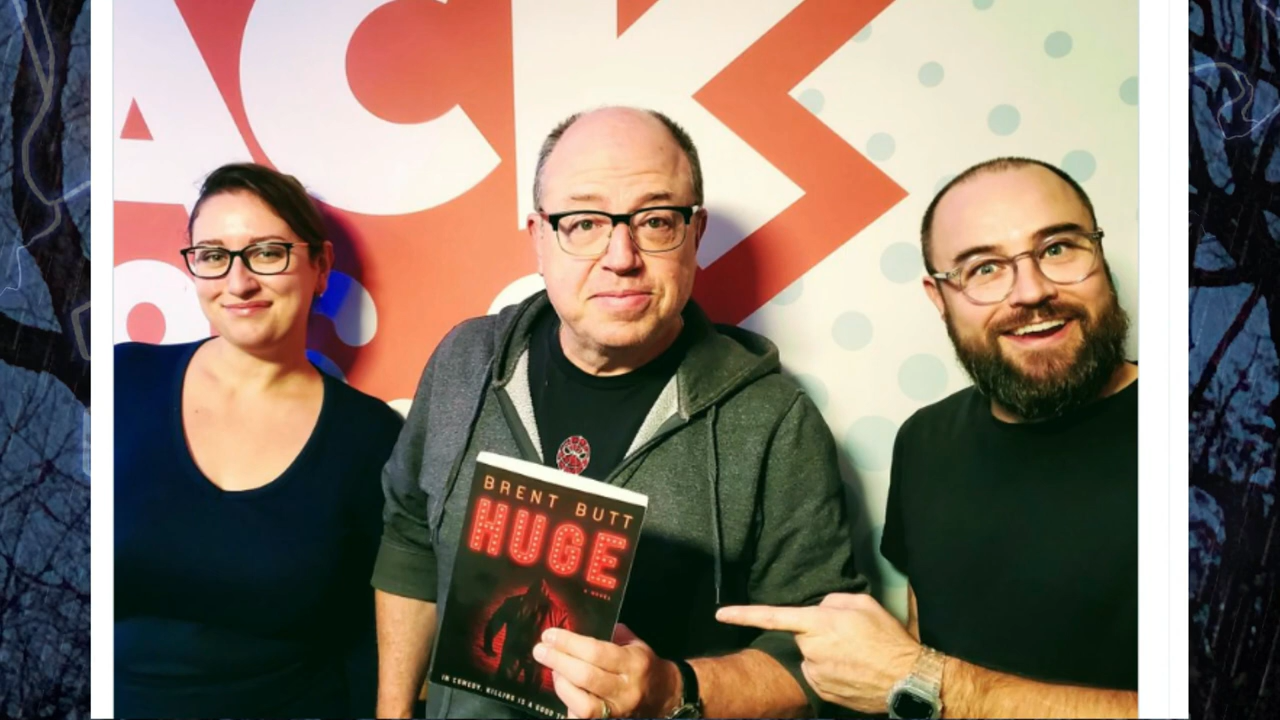 ACK
BRENT BUTT
HUGE
A NOVEL
IN COMEDY, KILLING IS A GOOD